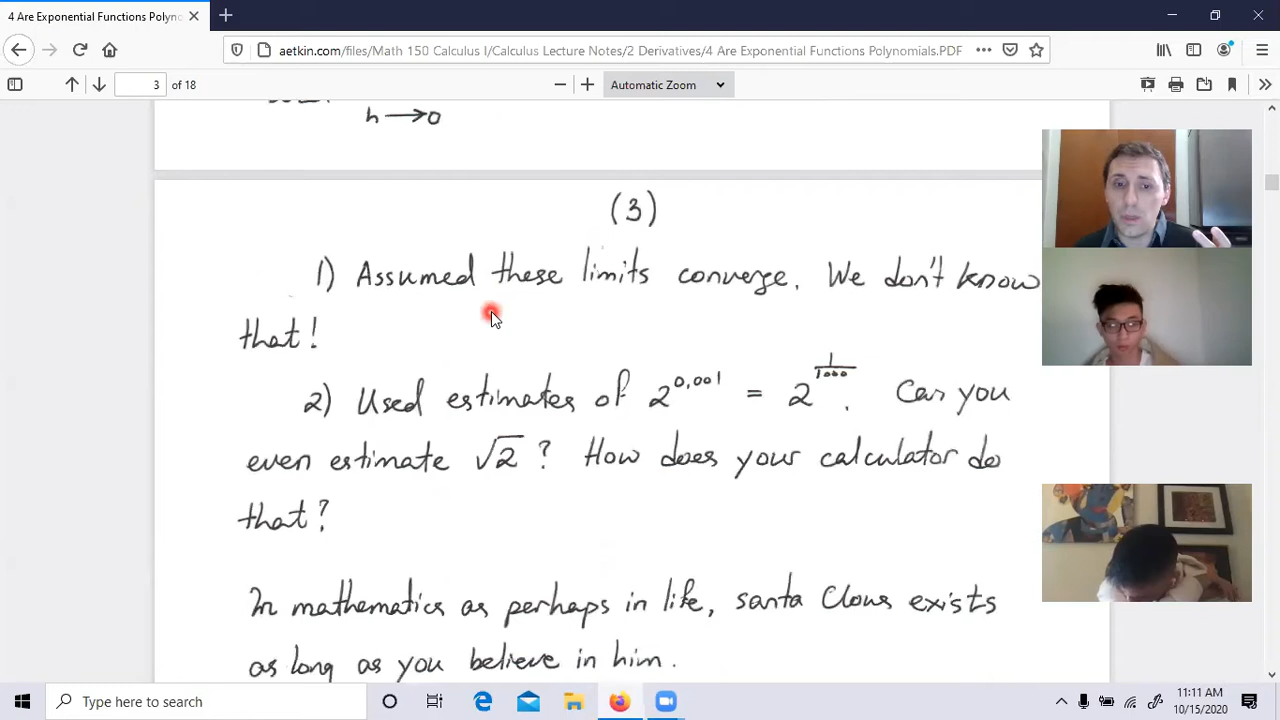 4 Are Exponential Functions Polyno
aetkin.com/files/Math 150 Calculus I/Calculus Lecture Notes/2 Derivatives/4 Are Exponential Functions Polynomials.PDF
3 of 18
Automatic Zoom
h → 0
(3)
1) Assumed these limits converge. We don't know
that!
2) Used estimates of 2^0.001 = 2^1/1000. Can you
even estimate √2 ? How does your calculator do
that?
In mathematics as perhaps in life, santa Claus exists
as long as you believe in him.
Type here to search
11:11 AM
10/15/2020